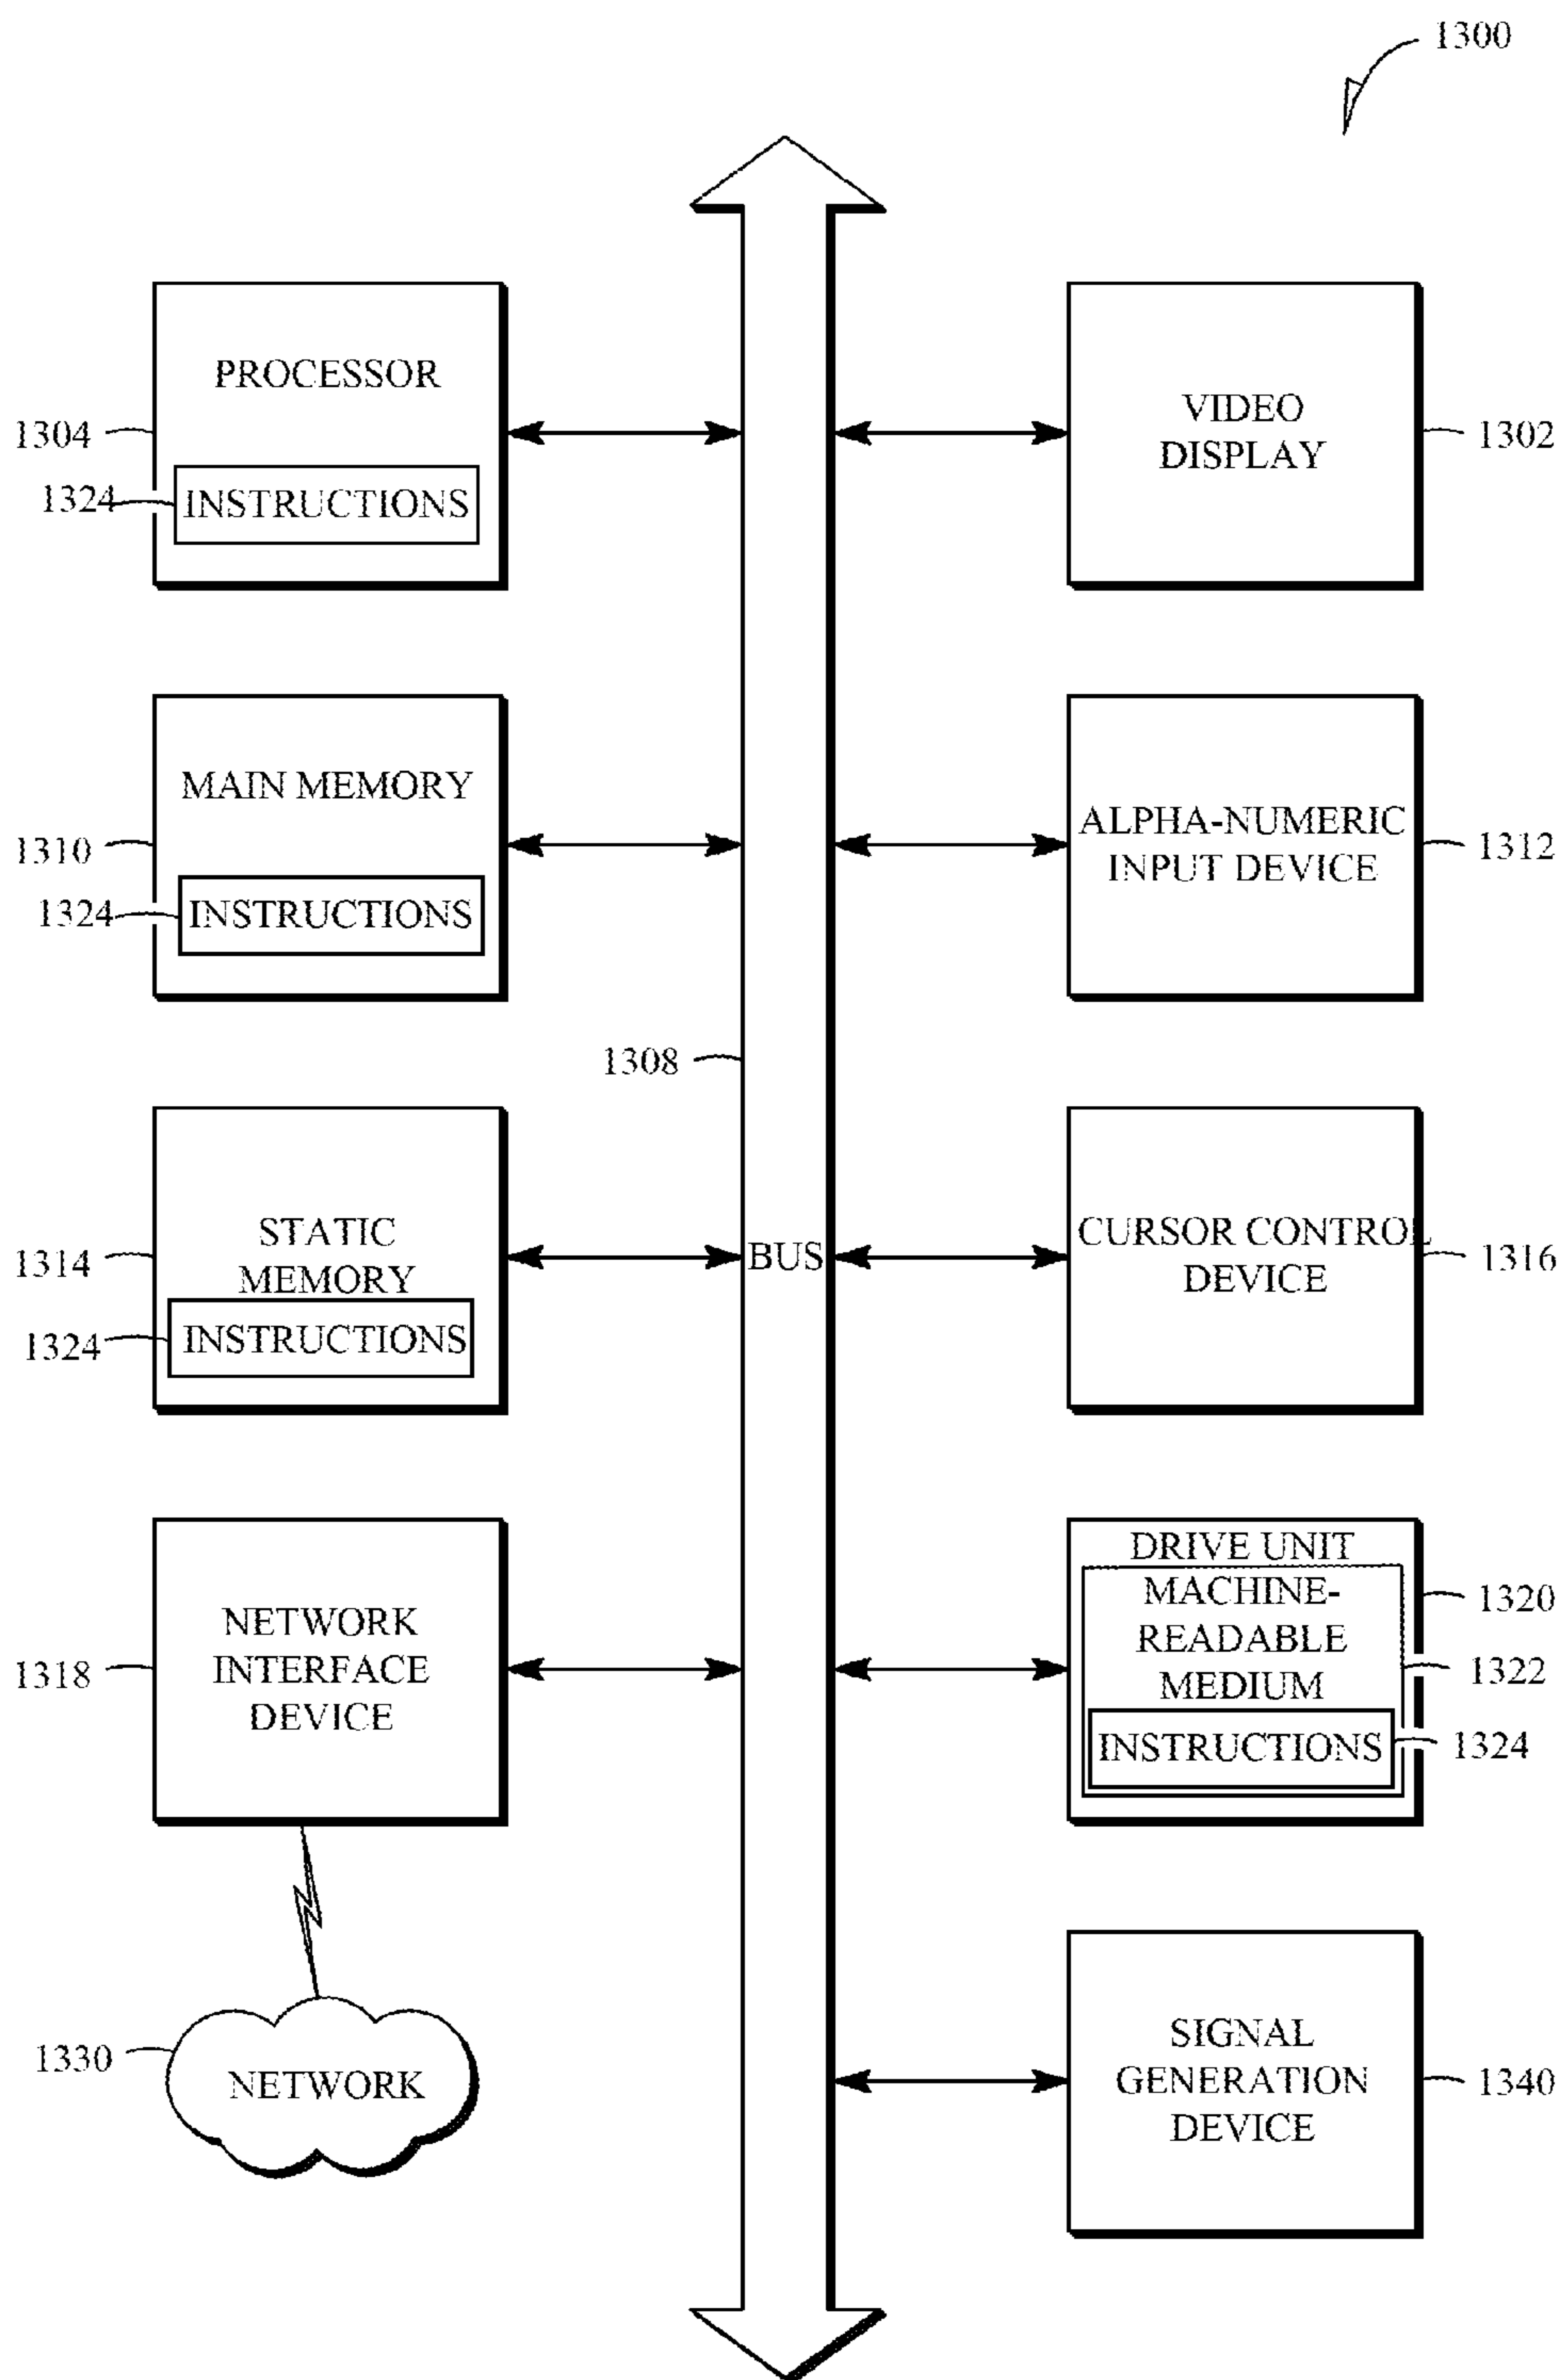 1300
PROCESSOR
1304
1324
INSTRUCTIONS
VIDEO
DISPLAY
1302
MAIN MEMORY
1310
1324
INSTRUCTIONS
ALPHA-NUMERIC
INPUT DEVICE
1312
1308
BUS
STATIC
MEMORY
1314
1324
INSTRUCTIONS
CURSOR CONTROL
DEVICE
1316
NETWORK
INTERFACE
DEVICE
1318
DRIVE UNIT
1320
MACHINE-
READABLE
MEDIUM
1322
INSTRUCTIONS
1324
1330
NETWORK
SIGNAL
GENERATION
DEVICE
1340